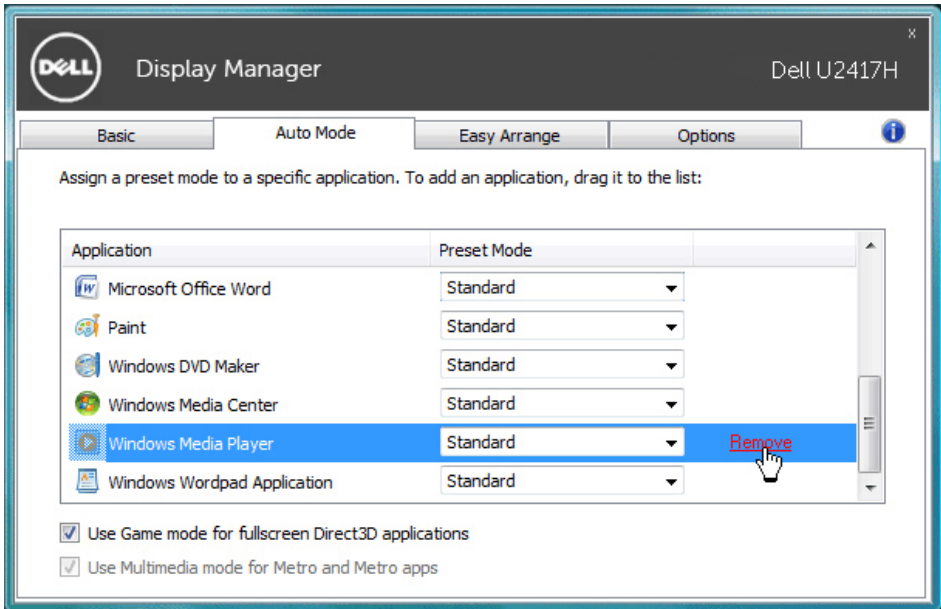 x
DELL Display Manager Dell U2417H
Basic Auto Mode Easy Arrange Options i
Assign a preset mode to a specific application. To add an application, drag it to the list:
Application Preset Mode
W Microsoft Office Word Standard
Paint Standard
Windows DVD Maker Standard
Windows Media Center Standard
Windows Media Player Standard Remove
A Windows Wordpad Application Standard
Use Game mode for fullscreen Direct3D applications
Use Multimedia mode for Metro and Metro apps